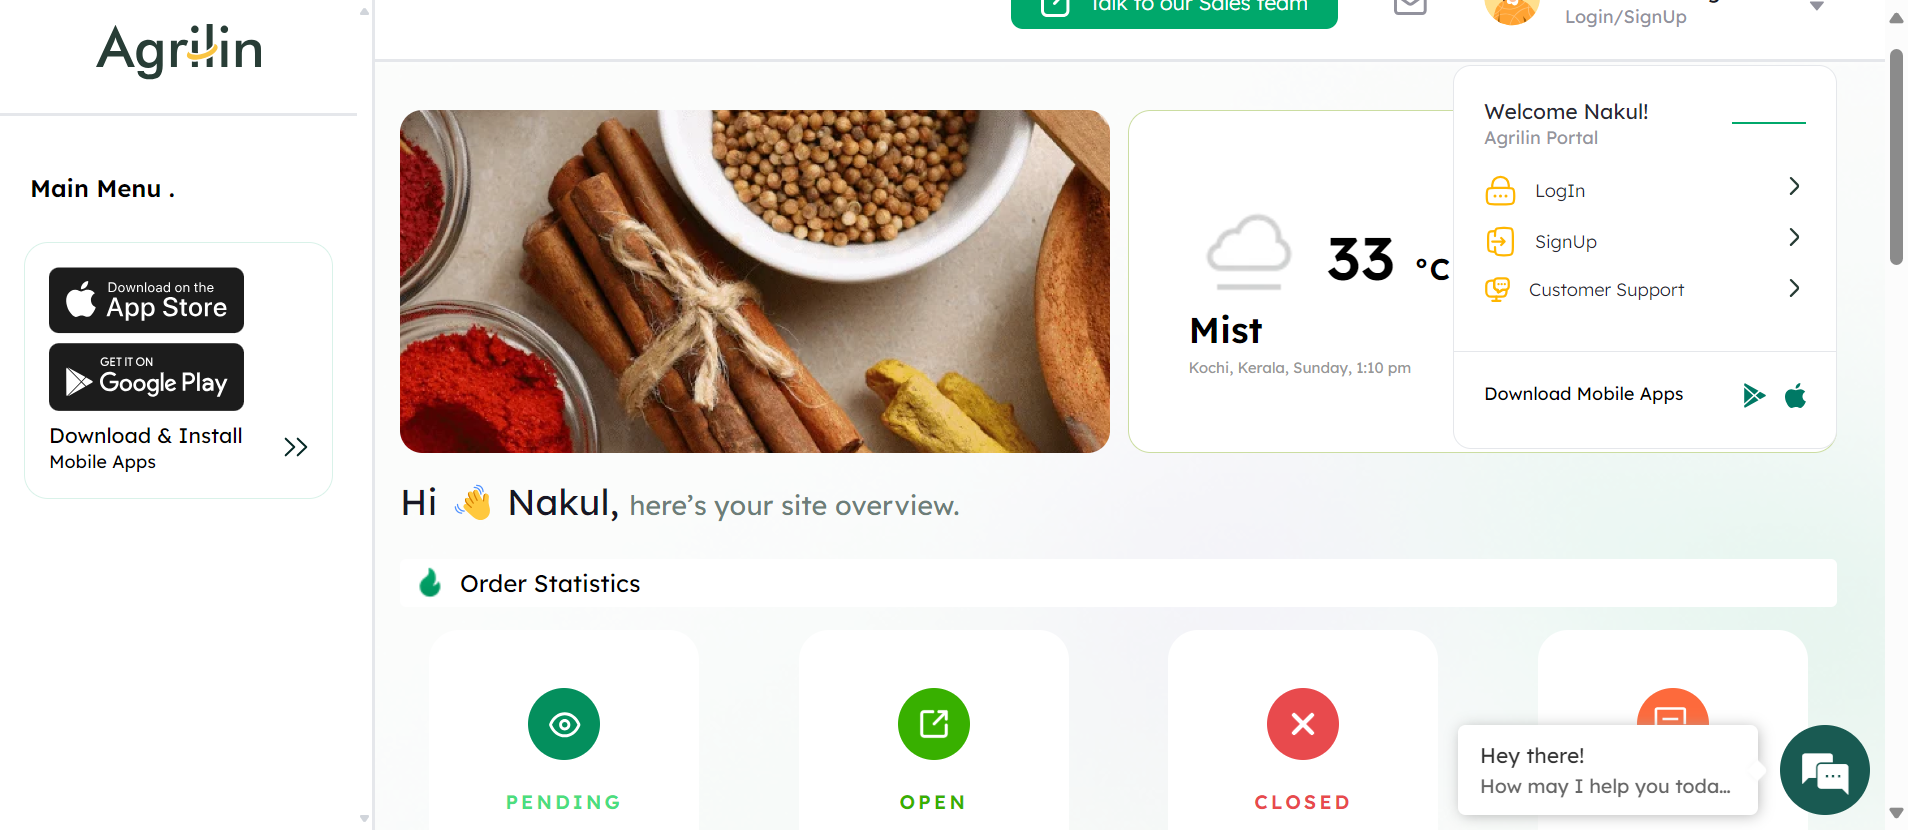 Agrilin
Main Menu .
Download on the
App Store
GET IT ON
Google Play
Download & Install
Mobile Apps
Talk to our Sales team
Login/SignUp
Welcome Nakul!
Agrilin Portal
LogIn
SignUp
Customer Support
Download Mobile Apps
33 °C
Mist
Kochi, Kerala, Sunday, 1:10 pm
Hi 👋 Nakul, here's your site overview.
Order Statistics
PENDING
OPEN
CLOSED
Hey there!
How may I help you toda...